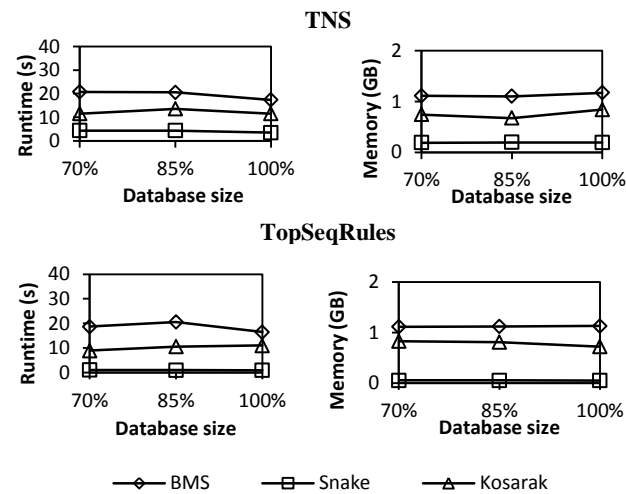 TNS
Runtime (s)
40
30
20
10
0
70% 85% 100%
Database size
Memory (GB)
2
1
0
70% 85% 100%
Database size
TopSeqRules
Runtime (s)
40
30
20
10
0
70% 85% 100%
Database size
Memory (GB)
2
1
0
70% 85% 100%
Database size
BMS Snake Kosarak